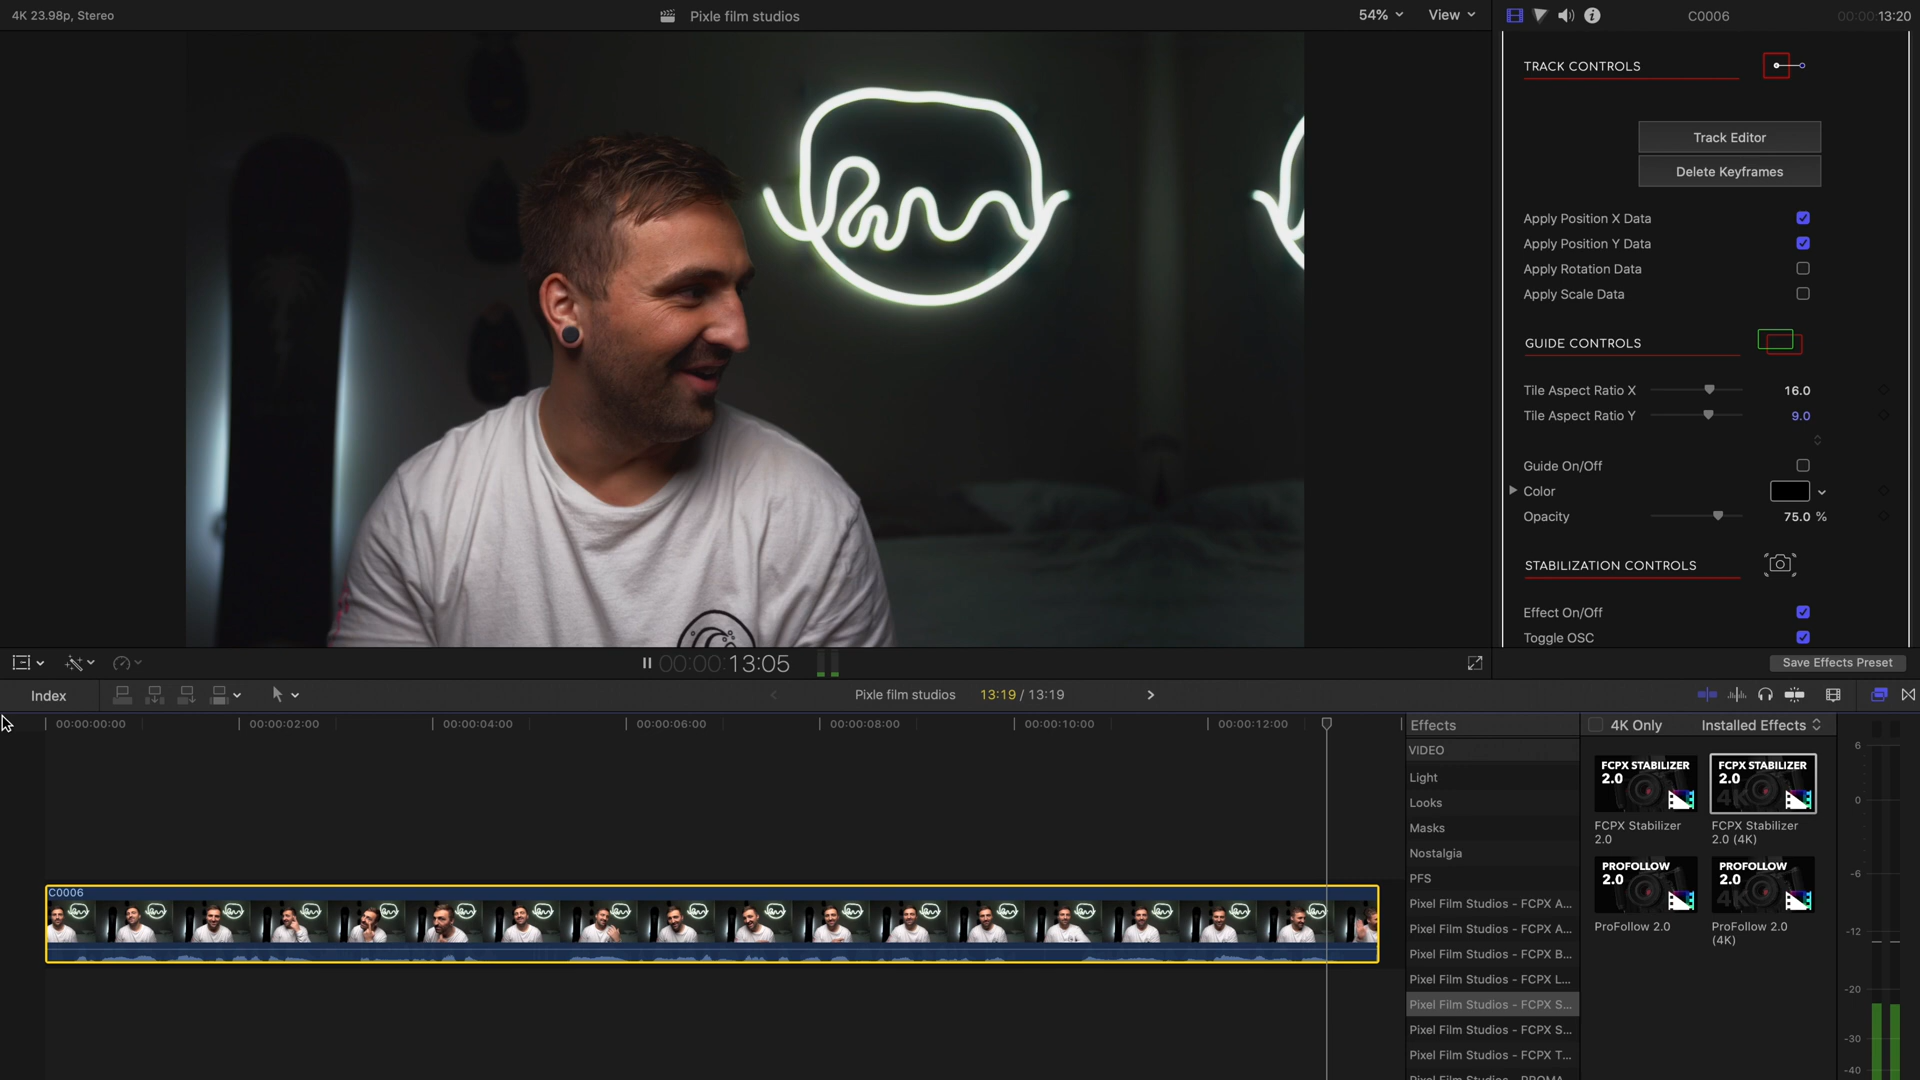 4K 23.98p, Stereo
Pixle film studios
54%
View
C0006
00:00:00:13:20
TRACK CONTROLS
Track Editor
Delete Keyframes
Apply Position X Data
Apply Position Y Data
Apply Rotation Data
Apply Scale Data
GUIDE CONTROLS
Tile Aspect Ratio X 16.0
Tile Aspect Ratio Y 9.0
Guide On/Off
Color
Opacity 75.0 %
STABILIZATION CONTROLS
Effect On/Off
Toggle OSC
00:00:13:05
Save Effects Preset
Index
Pixle film studios 13:19 / 13:19
00:00:00:00 00:00:02:00 00:00:04:00 00:00:06:00 00:00:08:00 00:00:10:00 00:00:12:00
Effects
4K Only
Installed Effects
VIDEO
Light
Looks
Masks
Nostalgia
PFS
Pixel Film Studios - FCPX A...
Pixel Film Studios - FCPX A...
Pixel Film Studios - FCPX B...
Pixel Film Studios - FCPX L...
Pixel Film Studios - FCPX S...
Pixel Film Studios - FCPX S...
Pixel Film Studios - FCPX T...
FCPX STABILIZER
2.0
FCPX Stabilizer
2.0
FCPX STABILIZER
2.0
4K
FCPX Stabilizer
2.0 (4K)
PROFOLLOW
2.0
ProFollow 2.0
PROFOLLOW
2.0
ProFollow 2.0
(4K)
6
0
-6
-12
-20
-30
-40
C0006